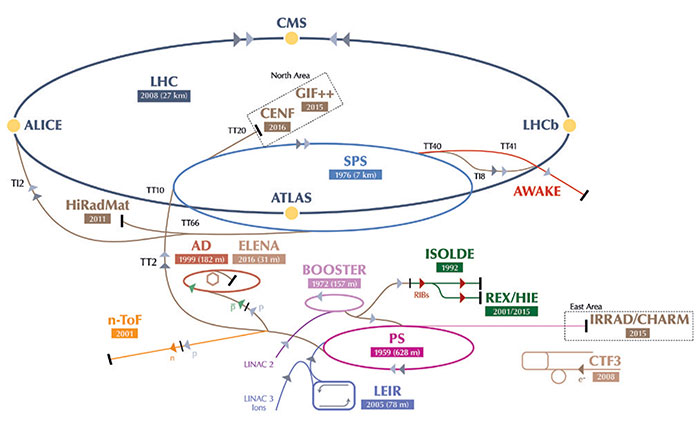 CMS
North Area
LHC
2008 (27 km)
GIF++
2015
CENF
2016
TT20
ALICE
LHCb
TT40
TT41
SPS
1976 (7 km)
TI2
TI8
TT10
AWAKE
HiRadMat
2011
ATLAS
TT66
AD
1999 (182 m)
ELENA
2016 (31 m)
TT2
ISOLDE
1992
BOOSTER
1972 (157 m)
RIBs
REX/HIE
2001/2015
p
p
East Area
n-ToF
2001
IRRAD/CHARM
2015
n
p
PS
1959 (628 m)
LINAC 2
CTF3
2008
e-
LINAC 3
Ions
LEIR
2005 (78 m)